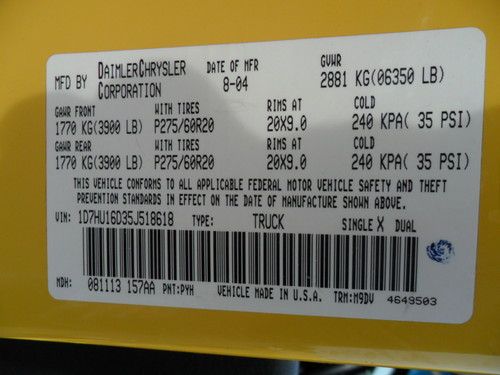 MFD BY DAIMLERCHRYSLER CORPORATION DATE OF MFR 8-04 GVWR 2881 KG(06350 LB)
GAWR FRONT WITH TIRES RIMS AT COLD
1770 KG(3900 LB) P275/60R20 20X9.0 240 KPA( 35 PSI)
GAWR REAR WITH TIRES RIMS AT COLD
1770 KG(3900 LB) P275/60R20 20X9.0 240 KPA( 35 PSI)
THIS VEHICLE CONFORMS TO ALL APPLICABLE FEDERAL MOTOR VEHICLE SAFETY AND THEFT
PREVENTION STANDARDS IN EFFECT ON THE DATE OF MANUFACTURE SHOWN ABOVE.
VIN: 1D7HU16D35J518618 TYPE: TRUCK SINGLE X DUAL
MDH: 081113 157AA PNT:PYH VEHICLE MADE IN U.S.A. TRM:M9DV 4649503